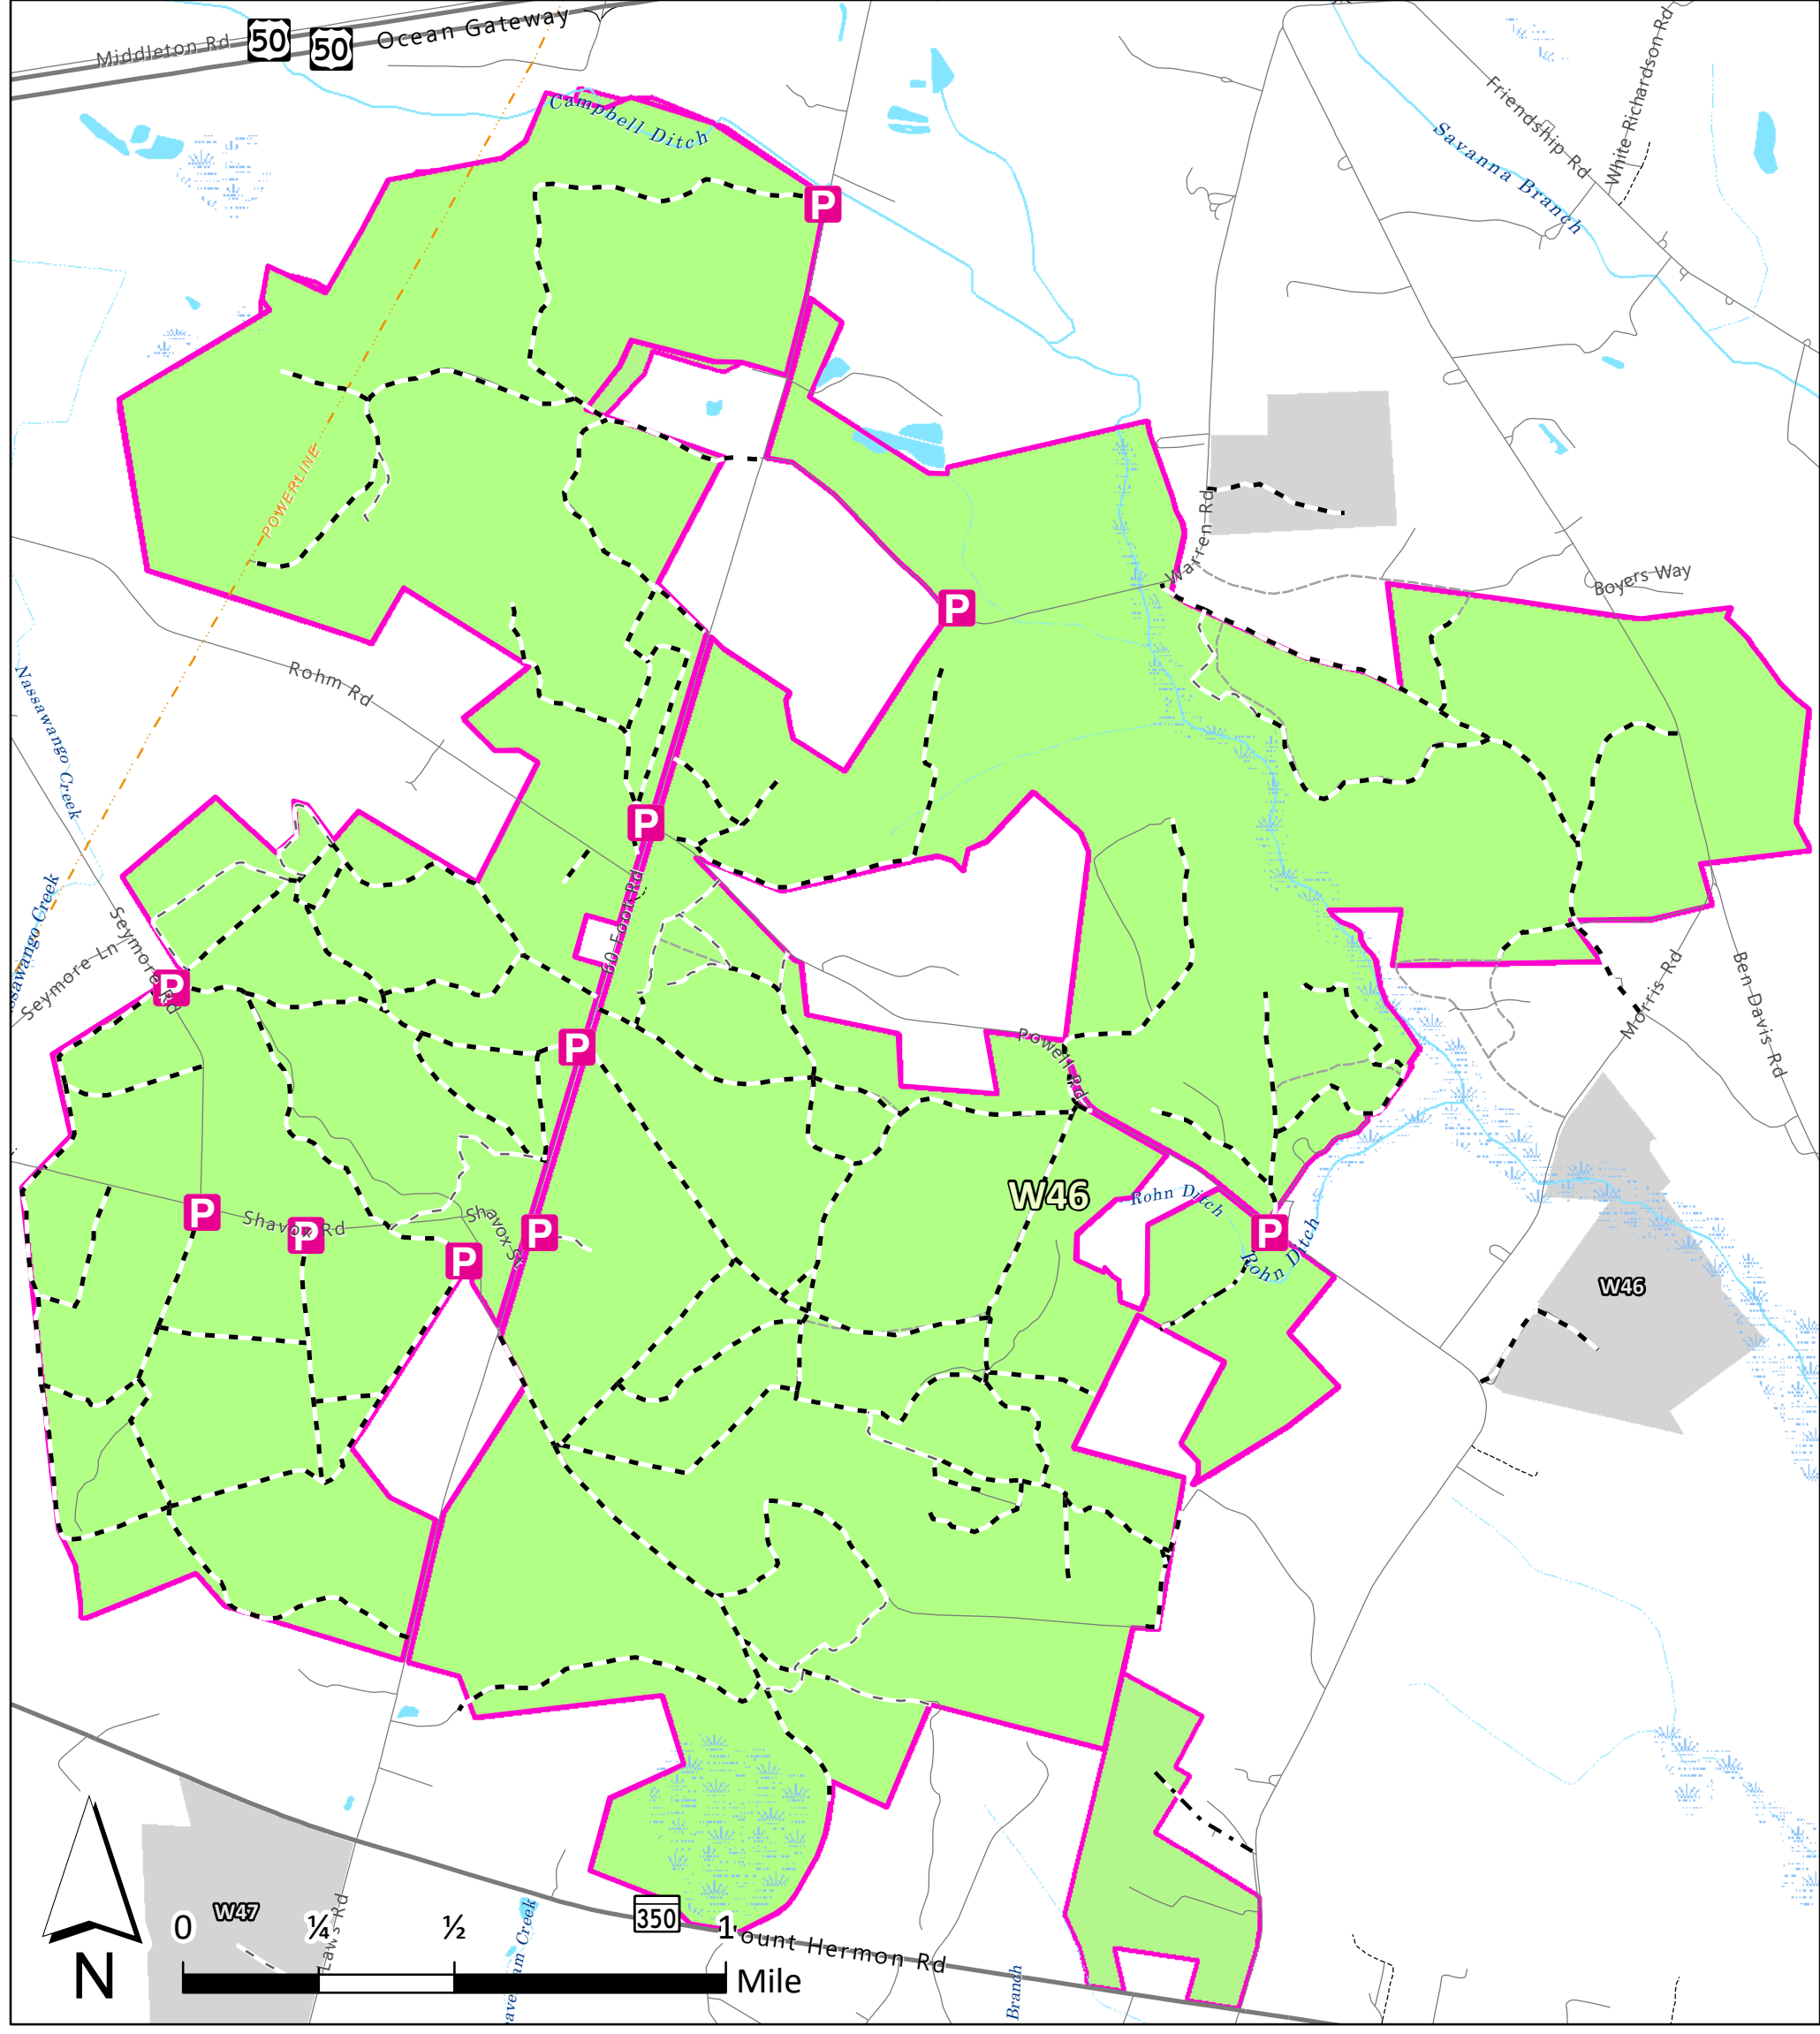 Middleton Rd
50
50
Ocean Gateway
Campbell Ditch
Friendship Rd
White Richardson Rd
Savanna Branch
P
POWERLINE
Warren Rd
Boyers Way
P
Rohm Rd
Nassawango Creek
P
60 Foot Rd
Seymore Rd
Seymore Ln
P
P
Powell Rd
Morris Rd
Ben Davis Rd
W46
Rohn Ditch
Rohn Ditch
P
P
Shavox Rd
P
P
Shavox
P
W46
W47
Laws Rd
350
ount Hermon Rd
Branch
Creek
0
¼
½
1
Mile
N